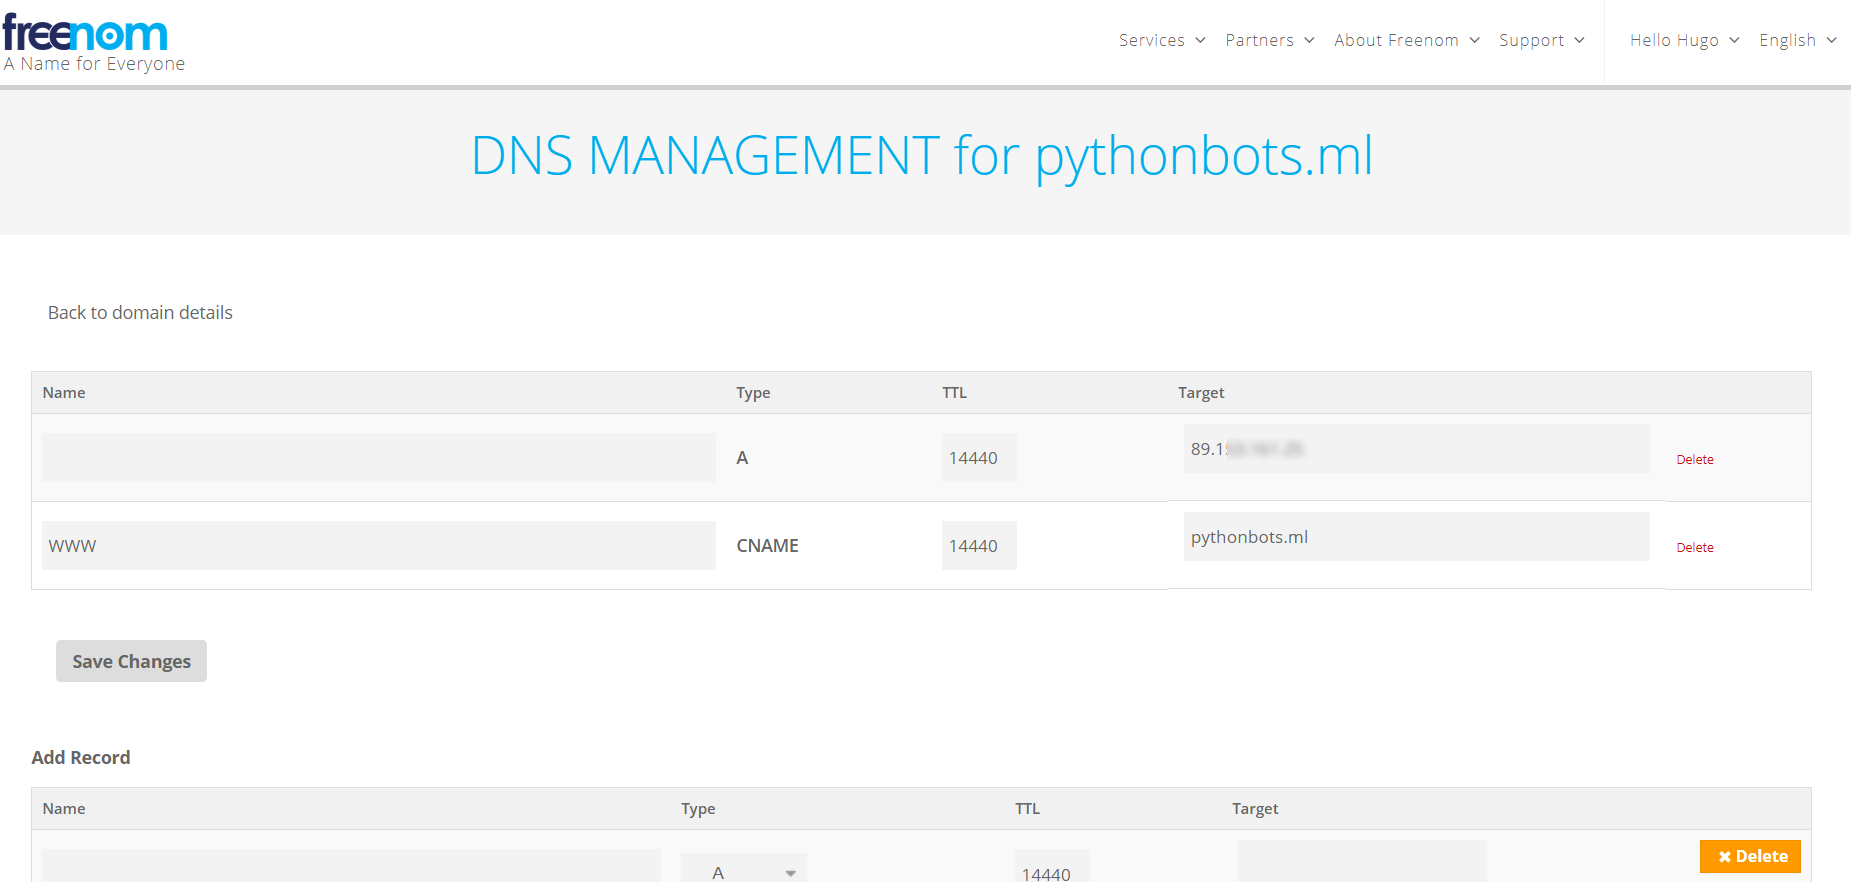 freenom
A Name for Everyone
Services Partners About Freenom Support Hello Hugo English
DNS MANAGEMENT for pythonbots.ml
Back to domain details
Name Type TTL Target
A 14440 89.1 Delete
WWW CNAME 14440 pythonbots.ml Delete
Save Changes
Add Record
Name Type TTL Target
A 14440 ✖ Delete